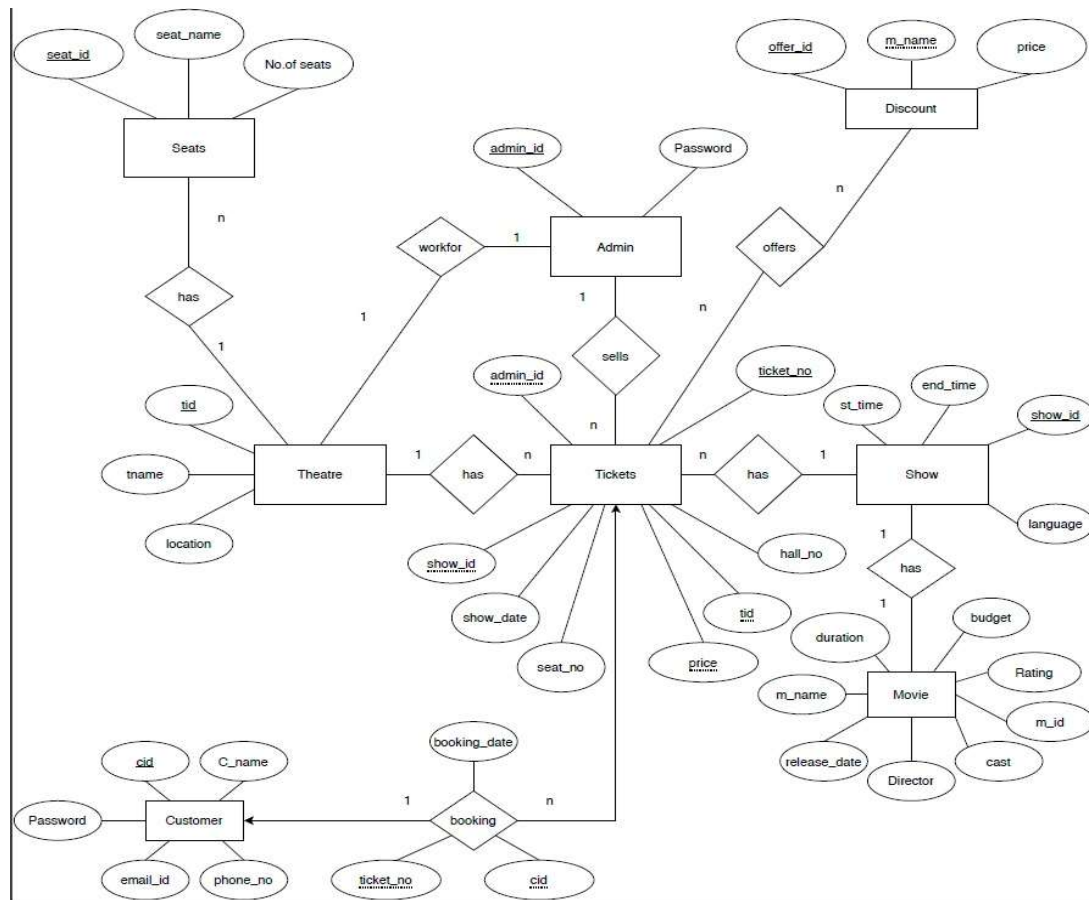 seat_id
seat_name
No.of seats
Seats
offer_id
m_name
price
Discount
admin_id
Password
n
n
workfor
1
Admin
offers
has
1
1
n
1
sells
admin_id
ticket_no
tid
st_time
end_time
show_id
n
tname
Theatre
1
has
n
Tickets
n
has
1
Show
location
language
show_id
hall_no
1
has
show_date
tid
1
seat_no
price
duration
budget
m_name
Movie
Rating
m_id
release_date
Director
cast
booking_date
cid
C_name
1
n
Password
Customer
booking
email_id
phone_no
ticket_no
cid